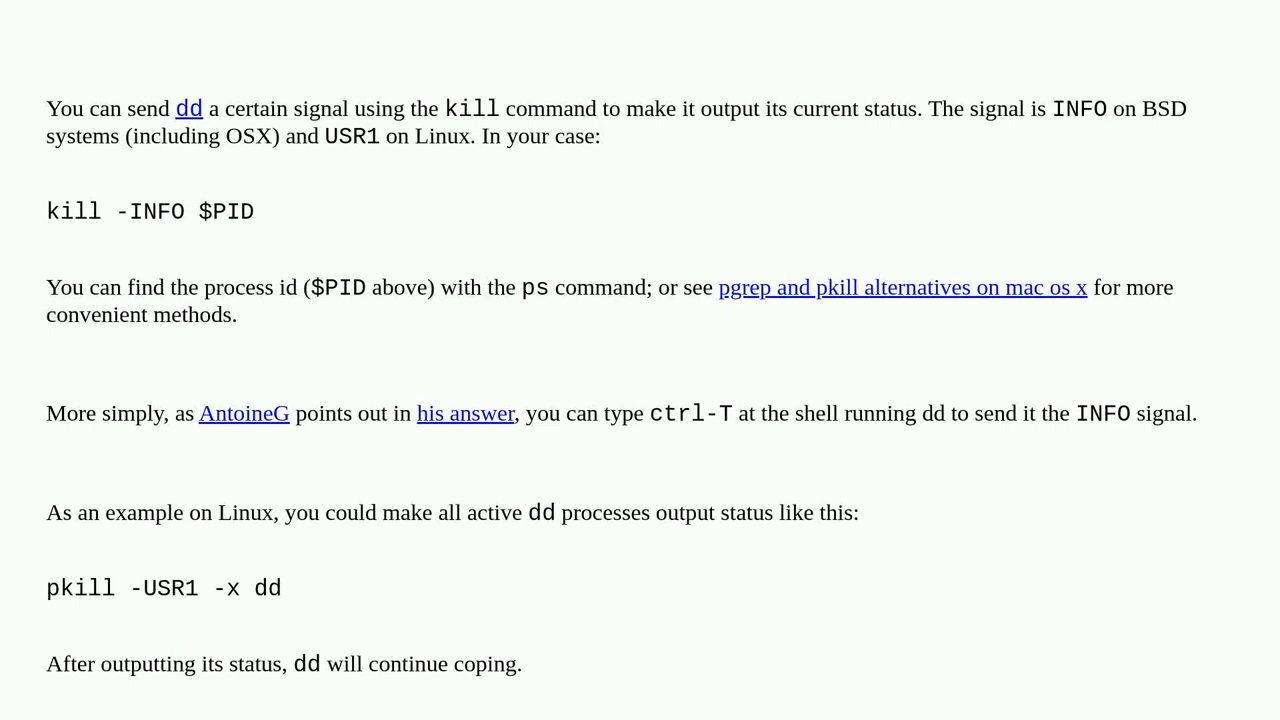 You can send dd a certain signal using the kill command to make it output its current status. The signal is INFO on BSD
systems (including OSX) and USR1 on Linux. In your case:
kill -INFO $PID
You can find the process id ($PID above) with the ps command; or see pgrep and pkill alternatives on mac os x for more
convenient methods.
More simply, as AntoineG points out in his answer, you can type ctrl-T at the shell running dd to send it the INFO signal.
As an example on Linux, you could make all active dd processes output status like this:
pkill -USR1 -x dd
After outputting its status, dd will continue coping.